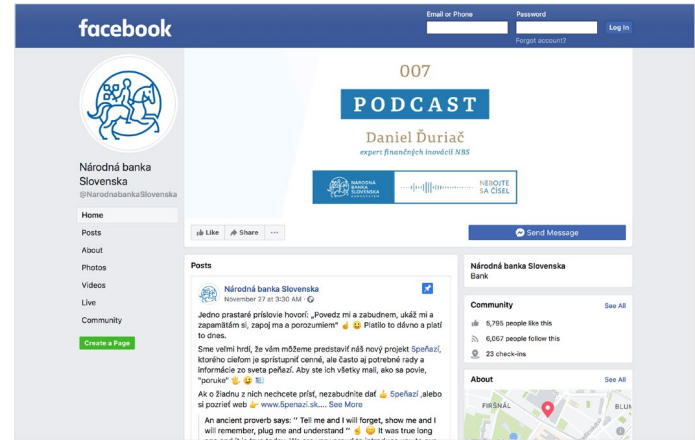 facebook
Email or Phone
Password
Log In
Forgot account?
007
PODCAST
Daniel Ďuriač
expert finančných inovácií NBS
NÁRODNÁ
BANKA
SLOVENSKA
NEBOJTE
SA ČÍSEL
Národná banka
Slovenska
@NarodnabankaSlovenska
Home
Posts
About
Photos
Videos
Live
Community
Create a Page
Like
Share
Send Message
Posts
Národná banka Slovenska
November 27 at 3:30 AM ·
Jedno prastaré príslovie hovorí: „Povedz mi a zabudnem, ukáž mi a
zapamätám si, zapoj ma a porozumiem“ ☝️ 😀 Platilo to dávno a platí
to dnes.
Sme veľmi hrdí, že vám môžeme predstaviť náš nový projekt 5peňazí,
ktorého cieľom je sprístupniť cenné, ale často aj potrebné rady a
informácie zo sveta peňazí. Aby ste ich všetky mali, ako sa povie,
"poruke"
Ak o žiadnu z nich nechcete prísť, nezabudnite dať 👍 5peňazí ,alebo
si pozrieť web 👉 www.5penazi.sk.... See More
An ancient proverb says: " Tell me and I will forget, show me and I
will remember, plug me and understand " ☝️ 😀 It was true long
Národná banka Slovenska
Bank
Community
See All
5,795 people like this
6,067 people follow this
23 check-ins
About
See All
FIRŠNÁL
BLUM